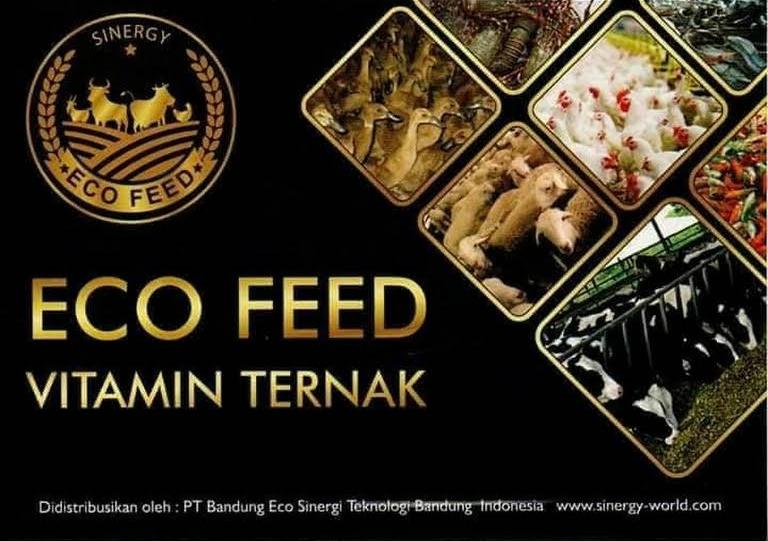 SINERGY
ECO FEED
ECO FEED
VITAMIN TERNAK
Didistribusikan oleh : PT Bandung Eco Sinergi Teknologi Bandung Indonesia www.sinergy-world.com